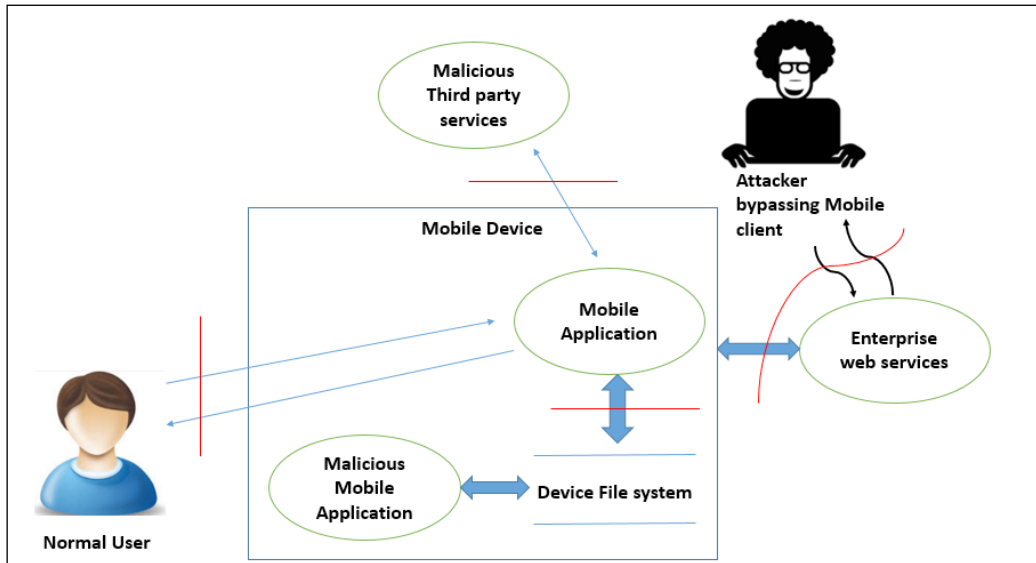 Malicious
Third party
services
Attacker
bypassing Mobile
client
Mobile Device
Mobile
Application
Enterprise
web services
Malicious
Mobile
Application
Device File system
Normal User